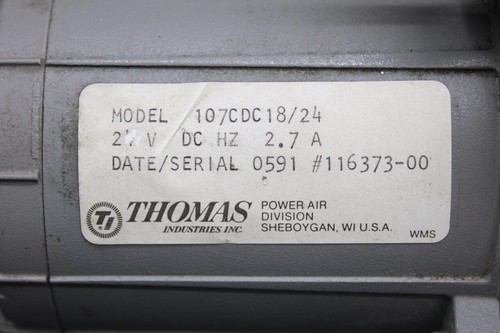 MODEL 107CDC18/24
V DC HZ 2.7 A
DATE/SERIAL 0591 #116373-00
TI THOMAS INDUSTRIES INC.
POWER AIR
DIVISION
SHEBOYGAN, WI U.S.A.
WMS